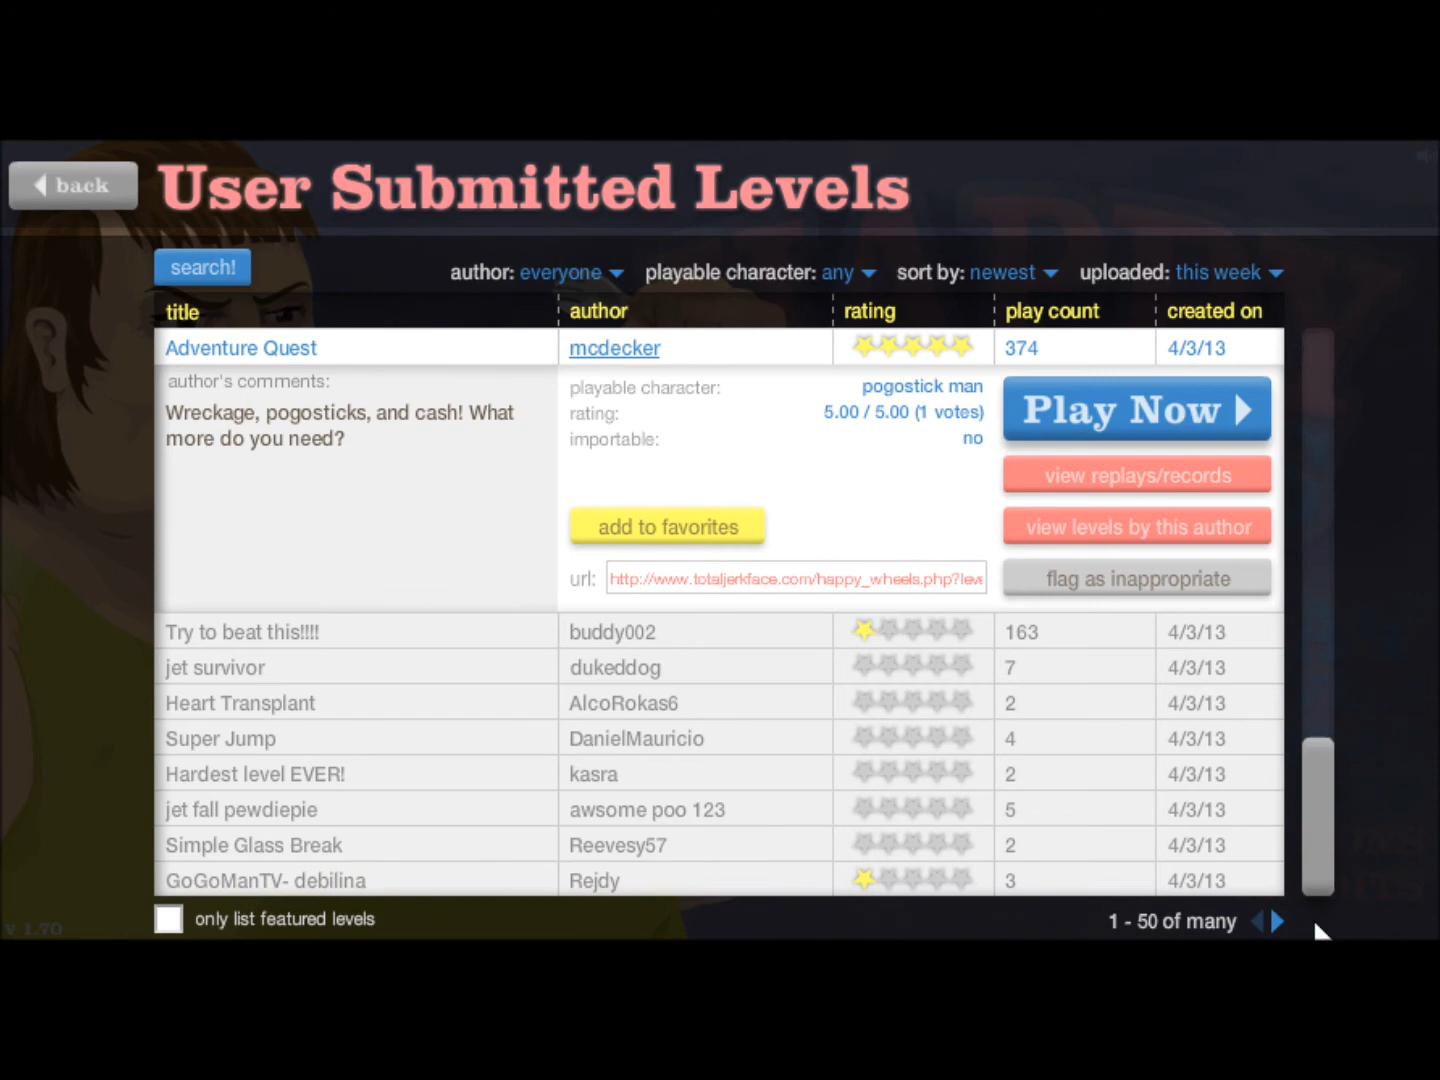 back
User Submitted Levels
search!
author: everyone playable character: any sort by: newest uploaded: this week
title author rating play count created on
Adventure Quest mcdecker 374 4/3/13
author's comments:
Wreckage, pogosticks, and cash! What
more do you need?
playable character: pogostick man
rating: 5.00 / 5.00 (1 votes)
importable: no
add to favorites
url: http://www.totaljerkface.com/happy_wheels.php?leve
Play Now
view replays/records
view levels by this author
flag as inappropriate
Try to beat this!!!! buddy002 163 4/3/13
jet survivor dukeddog 7 4/3/13
Heart Transplant AlcoRokas6 2 4/3/13
Super Jump DanielMauricio 4 4/3/13
Hardest level EVER! kasra 2 4/3/13
jet fall pewdiepie awsome poo 123 5 4/3/13
Simple Glass Break Reevesy57 2 4/3/13
GoGoManTV- debilina Rejdy 3 4/3/13
only list featured levels
1 - 50 of many
v 1.70